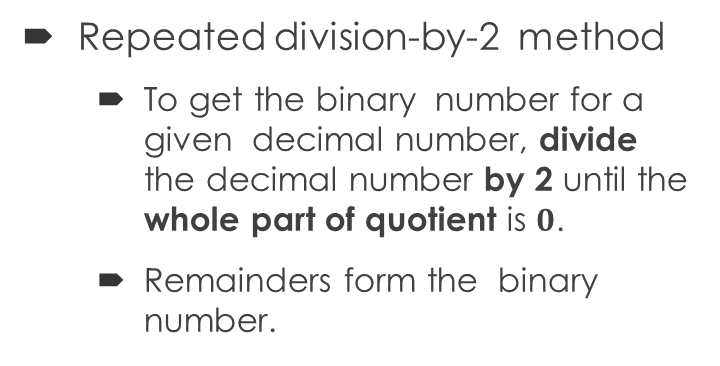 Repeated division-by-2 method
To get the binary number for a
given decimal number, divide
the decimal number by 2 until the
whole part of quotient is 0.
Remainders form the binary
number.